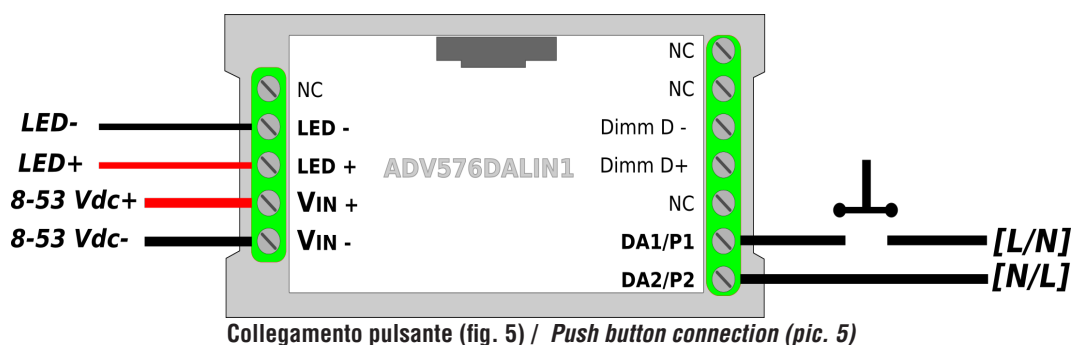 NC
LED -
LED +
VIN +
VIN -
LED-
LED+
8-53 Vdc+
8-53 Vdc-
ADV576DALIN1
NC
NC
Dimm D -
Dimm D+
NC
DA1/P1
DA2/P2
[L/N]
[N/L]
Collegamento pulsante (fig. 5) / Push button connection (pic. 5)